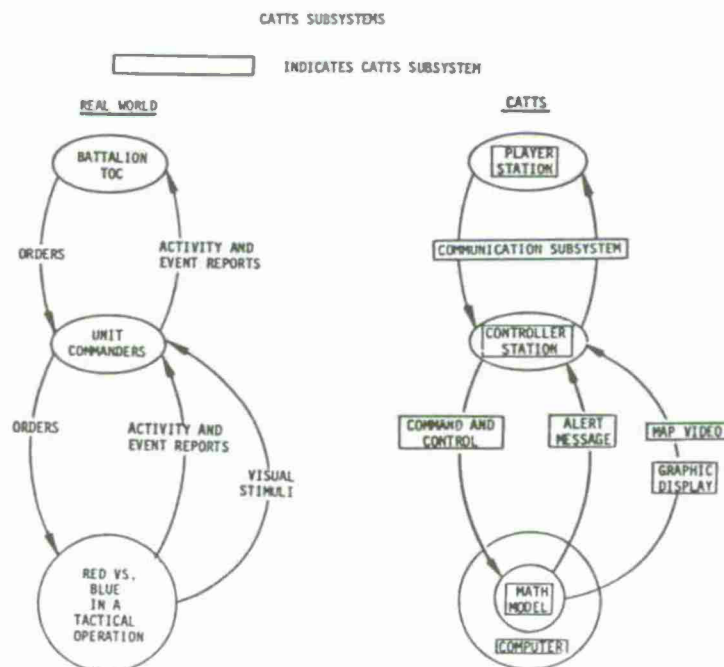 CATTS SUBSYSTEMS
INDICATES CATTS SUBSYSTEM
REAL WORLD
BATTALION
TOC
ORDERS
ACTIVITY AND
EVENT REPORTS
UNIT
COMMANDERS
ORDERS
ACTIVITY AND
EVENT REPORTS
VISUAL
STIMULI
RED VS.
BLUE
IN A
TACTICAL
OPERATION
CATTS
PLAYER
STATION
COMMUNICATION SUBSYSTEM
CONTROLLER
STATION
COMMAND AND
CONTROL
ALERT
MESSAGE
MAP VIDEO
GRAPHIC
DISPLAY
MATH
MODEL
COMPUTER